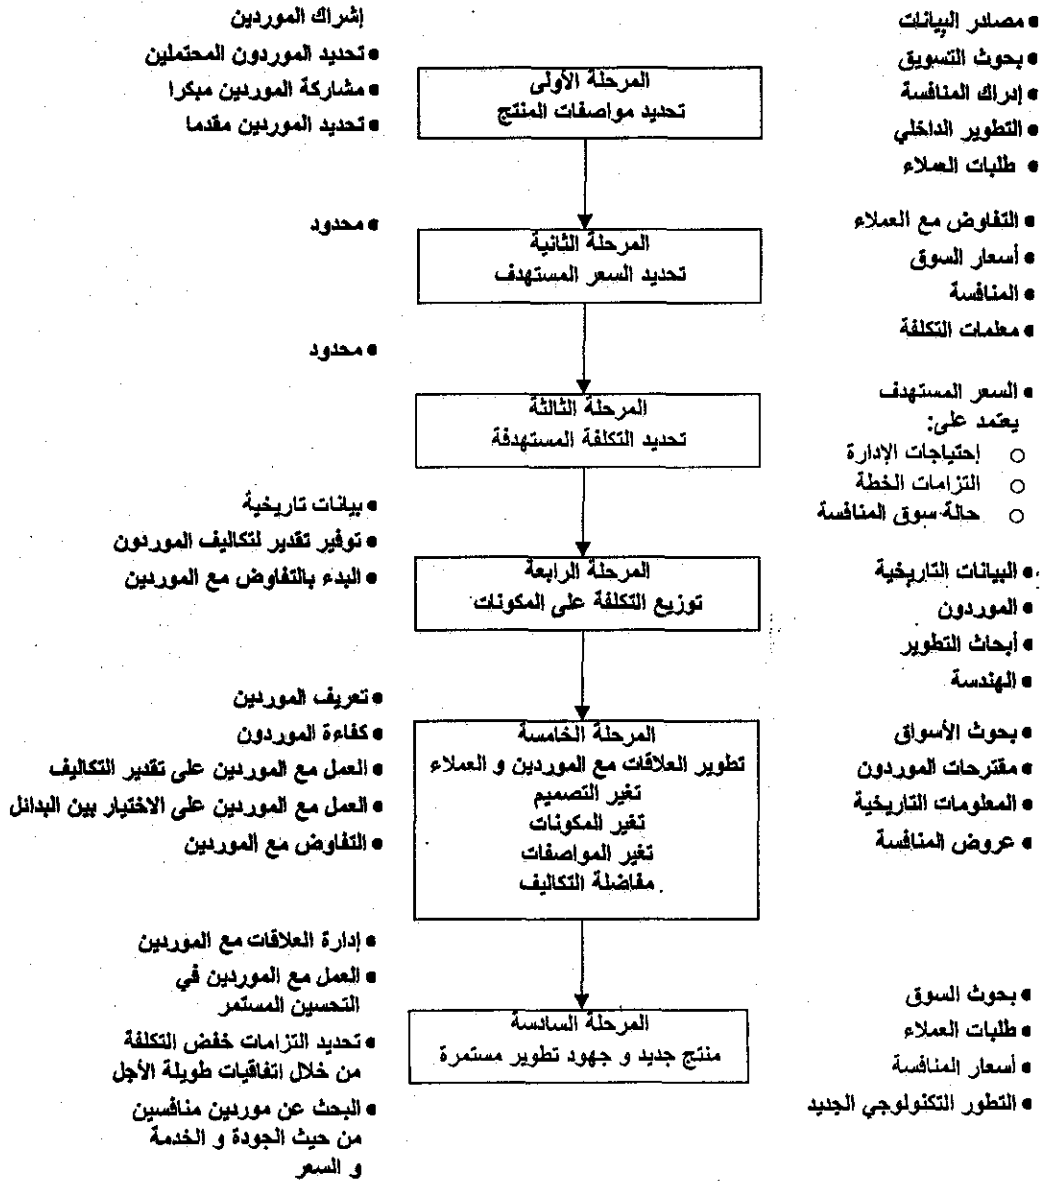 مصادر البيانات
بحوث التسويق
إدراك المنافسة
التطوير الداخلي
طلبات العملاء
المرحلة الأولى
تحديد مواصفات المنتج
إشراك الموردين
تحديد الموردون المحتملين
مشاركة الموردين مبكرا
تحديد الموردين مقدما
التفاوض مع العملاء
أسعار السوق
المنافسة
معلمات التكلفة
المرحلة الثانية
تحديد السعر المستهدف
محدود
السعر المستهدف
يعتمد على:
إحتياجات الإدارة
التزامات الخطة
حالة سوق المنافسة
المرحلة الثالثة
تحديد التكلفة المستهدفة
محدود
البيانات التاريخية
الموردون
أبحاث التطوير
الهندسة
المرحلة الرابعة
توزيع التكلفة على المكونات
بيانات تاريخية
توفير تقدير لتكاليف الموردون
البدء بالتفاوض مع الموردين
بحوث الأسواق
مقترحات الموردون
المعلومات التاريخية
عروض المنافسة
المرحلة الخامسة
تطوير العلاقات مع الموردين و العملاء
تغير التصميم
تغير المكونات
تغير المواصفات
مفاضلة التكاليف
تعريف الموردين
كفاءة الموردون
العمل مع الموردين على تقدير التكاليف
العمل مع الموردين على الاختيار بين البدائل
التفاوض مع الموردين
بحوث السوق
طلبات العملاء
أسعار المنافسة
التطور التكنولوجي الجديد
المرحلة السادسة
منتج جديد و جهود تطوير مستمرة
إدارة العلاقات مع الموردين
العمل مع الموردين في
التحسين المستمر
تحديد التزامات خفض التكلفة
من خلال اتفاقيات طويلة الأجل
البحث عن موردين منافسين
من حيث الجودة و الخدمة
و السعر